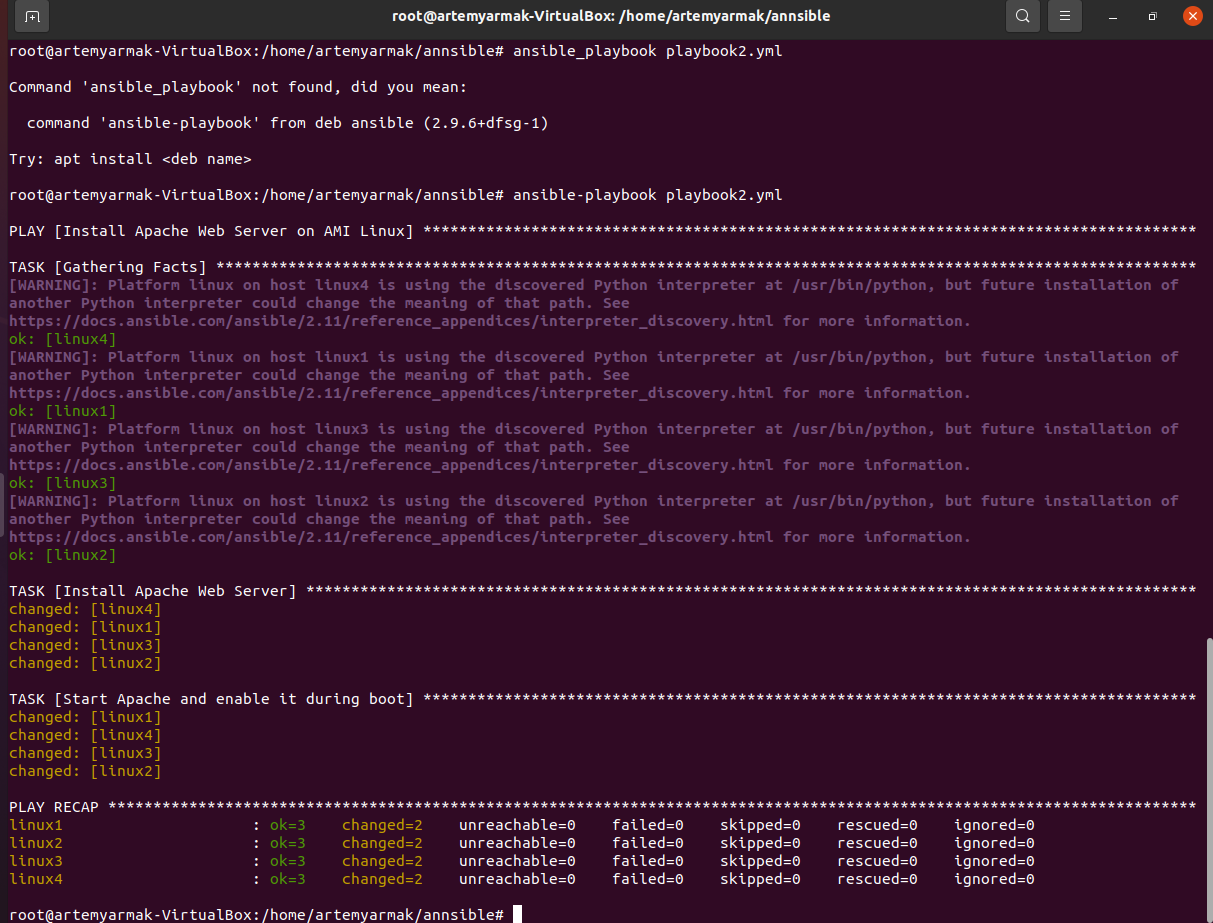 root@artemyarmak-VirtualBox: /home/artemyarmak/annsible
root@artemyarmak-VirtualBox:/home/artemyarmak/annsible# ansible_playbook playbook2.yml
Command 'ansible_playbook' not found, did you mean:
  command 'ansible-playbook' from deb ansible (2.9.6+dfsg-1)
Try: apt install <deb name>
root@artemyarmak-VirtualBox:/home/artemyarmak/annsible# ansible-playbook playbook2.yml
PLAY [Install Apache Web Server on AMI Linux] **************************************************************************************
TASK [Gathering Facts] *************************************************************************************************************
[WARNING]: Platform linux on host linux4 is using the discovered Python interpreter at /usr/bin/python, but future installation of
another Python interpreter could change the meaning of that path. See
https://docs.ansible.com/ansible/2.11/reference_appendices/interpreter_discovery.html for more information.
ok: [linux4]
[WARNING]: Platform linux on host linux1 is using the discovered Python interpreter at /usr/bin/python, but future installation of
another Python interpreter could change the meaning of that path. See
https://docs.ansible.com/ansible/2.11/reference_appendices/interpreter_discovery.html for more information.
ok: [linux1]
[WARNING]: Platform linux on host linux3 is using the discovered Python interpreter at /usr/bin/python, but future installation of
another Python interpreter could change the meaning of that path. See
https://docs.ansible.com/ansible/2.11/reference_appendices/interpreter_discovery.html for more information.
ok: [linux3]
[WARNING]: Platform linux on host linux2 is using the discovered Python interpreter at /usr/bin/python, but future installation of
another Python interpreter could change the meaning of that path. See
https://docs.ansible.com/ansible/2.11/reference_appendices/interpreter_discovery.html for more information.
ok: [linux2]
TASK [Install Apache Web Server] ***************************************************************************************************
changed: [linux4]
changed: [linux1]
changed: [linux3]
changed: [linux2]
TASK [Start Apache and enable it during boot] **************************************************************************************
changed: [linux1]
changed: [linux4]
changed: [linux3]
changed: [linux2]
PLAY RECAP *************************************************************************************************************************
linux1                     : ok=3    changed=2    unreachable=0    failed=0    skipped=0    rescued=0    ignored=0
linux2                     : ok=3    changed=2    unreachable=0    failed=0    skipped=0    rescued=0    ignored=0
linux3                     : ok=3    changed=2    unreachable=0    failed=0    skipped=0    rescued=0    ignored=0
linux4                     : ok=3    changed=2    unreachable=0    failed=0    skipped=0    rescued=0    ignored=0
root@artemyarmak-VirtualBox:/home/artemyarmak/annsible#